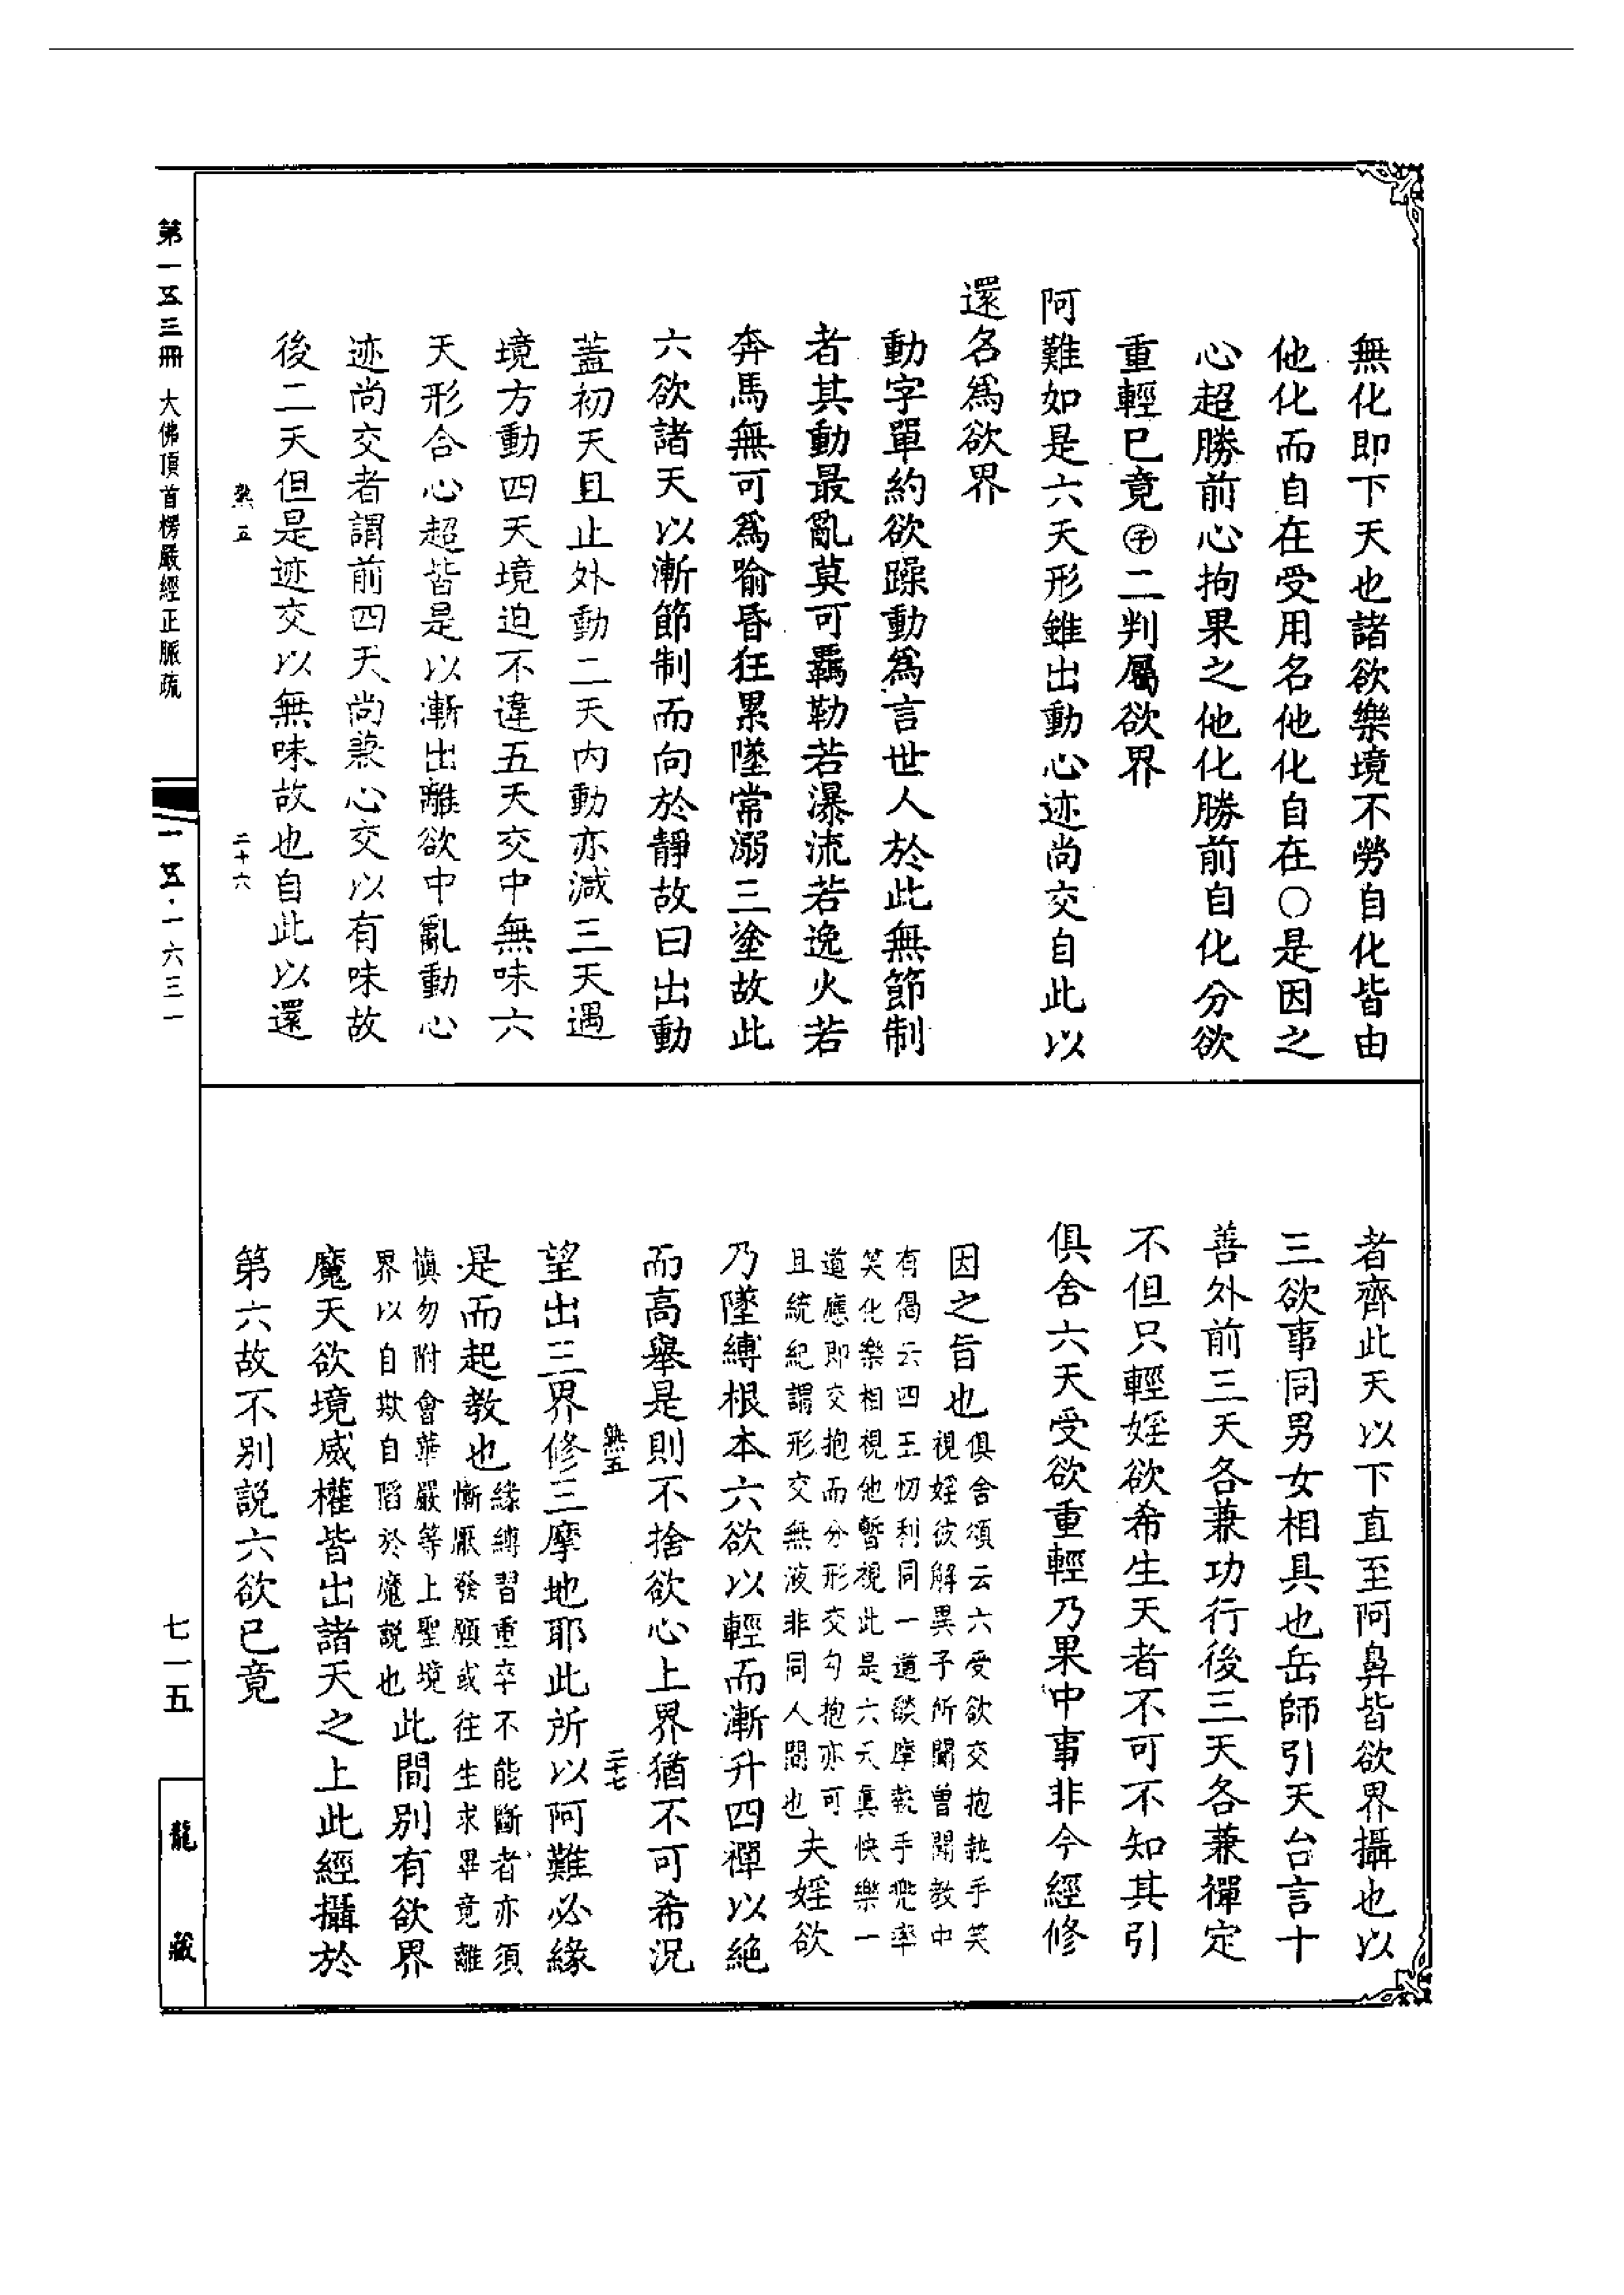 無化即下天也諸欲樂境不勞自化皆由
他化而自在受用名他化自在○是因之
心超勝前心拘果之他化勝前自化分欲
重輕已竟㊉二判屬欲界
阿難如是六天形雖出動心迹尚交自此以
還名爲欲界
動字單約欲躁動爲言世人於此無節制
者其動最亂莫可羈勒若瀑流若逸火若
奔馬無可爲喻昏狂累墜常溺三塗故此
六欲諸天以漸節制而向於靜故曰出動
蓋初天且止外動二天內動亦減三天遇
境方動四天境迫不違五天交中無味六
天形合心超皆是以漸出離欲中亂動心
迹尚交者謂前四天尚兼心交以有味故
後二天但是迹交以無味故也自此以還
熟五
二十六
者齊此天以下直至阿鼻皆欲界攝也以
三欲事同男女相具也岳師引天台言十
善外前三天各兼功行後三天各兼禪定
不但只輕婬欲希生天者不可不知其引
俱舍六天受欲重輕乃果中事非今經修
因之旨也
俱舍頌云六受欲交抱執手笑
視婬彼解異子所聞曾聞教中
有偈云四王忉利同一道燄摩執手兜率
笑化樂相視他暫視此是六天真快樂一
道應即交抱而分形交勾抱亦可
且統紀謂形交無液非同人間也
夫婬欲
乃墜縛根本六欲以輕而漸升四禪以絕
而高舉是則不捨欲心上界猶不可希況
熟五
二十七
望出三界修三摩地耶此所以阿難必緣
是而起教也
緣縛習重卒不能斷者亦須
慚厭發願或往生求畢竟離
慎勿附會華嚴等上聖境
界以自欺自陷於魔說也
此間別有欲界
魔天欲境威權皆出諸天之上此經攝於
第六故不别說六欲已竟
第一五三冊 大佛頂首楞嚴經正脈疏
一五·一六三一
七一五
龍藏